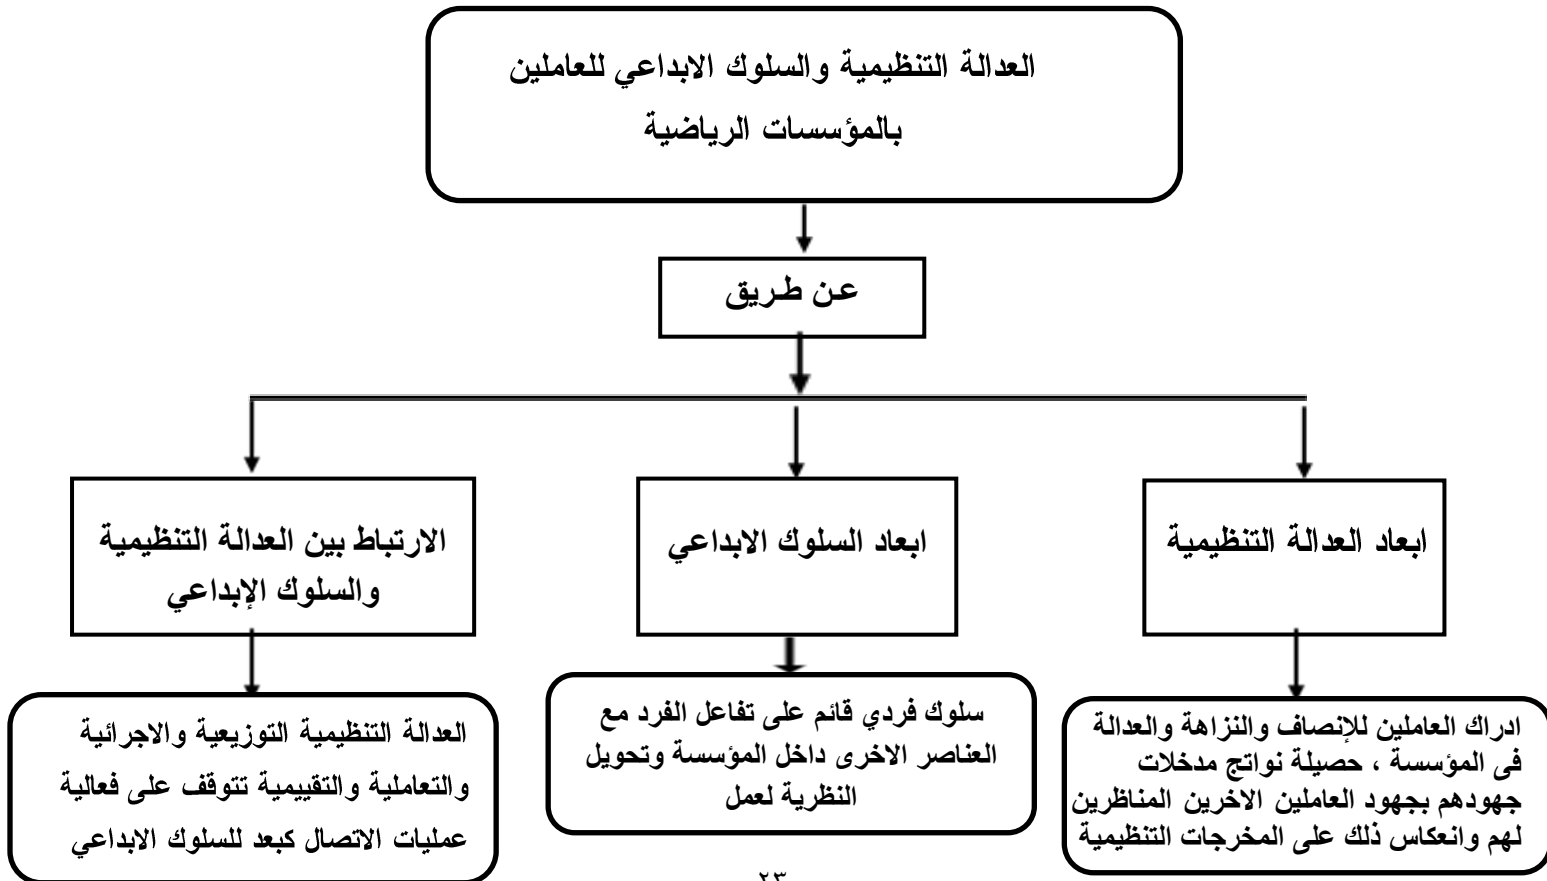 العدالة التنظيمية والسلوك الابداعي للعاملين
بالمؤسسات الرياضية
عن طريق
ابعاد العدالة التنظيمية
ابعاد السلوك الابداعي
الارتباط بين العدالة التنظيمية
والسلوك الإبداعي
ادراك العاملين للإنصاف والنزاهة والعدالة
فى المؤسسة ، حصيلة نواتج مدخلات
جهودهم بجهود العاملين الاخرين المناظرين
لهم وانعكاس ذلك على المخرجات التنظيمية
سلوك فردي قائم على تفاعل الفرد مع
العناصر الاخرى داخل المؤسسة وتحويل
النظرية لعمل
العدالة التنظيمية التوزيعية والاجرائية
والتعاملية والتقييمية تتوقف على فعالية
عمليات الاتصال كبعد للسلوك الابداعي
٢٣